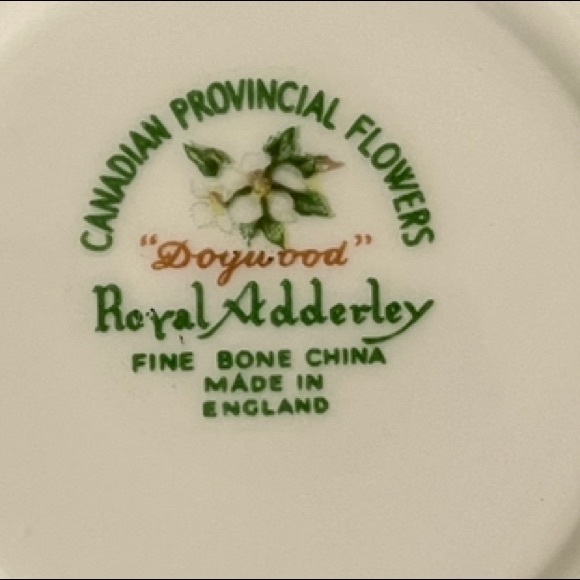 CANADIAN PROVINCIAL FLOWERS
"Dogwood"
Royal Adderley
FINE BONE CHINA
MADE IN
ENGLAND